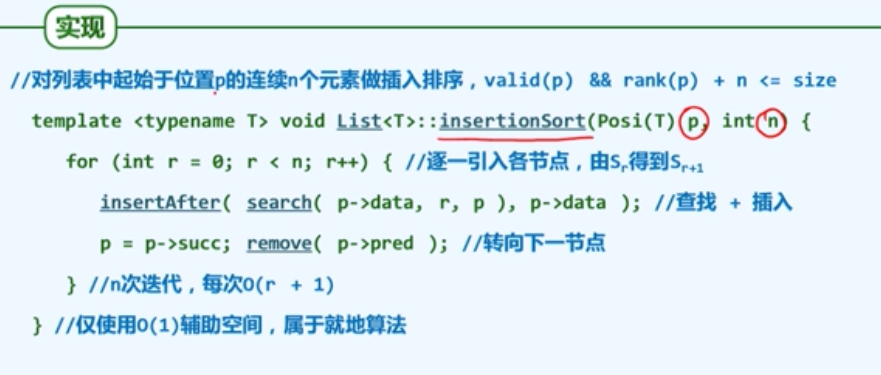 实现
//对列表中起始于位置p的连续n个元素做插入排序，valid(p) && rank(p) + n <= size
template <typename T> void List<T>::insertionSort(Posi(T) p, int n) {
for (int r = 0; r < n; r++) { //逐一引入各节点，由Sr得到Sr+1
insertAfter( search( p->data, r, p ), p->data ); //查找 + 插入
p = p->succ; remove( p->pred ); //转向下一节点
} //n次迭代，每次O(r + 1)
} //仅使用O(1)辅助空间，属于就地算法